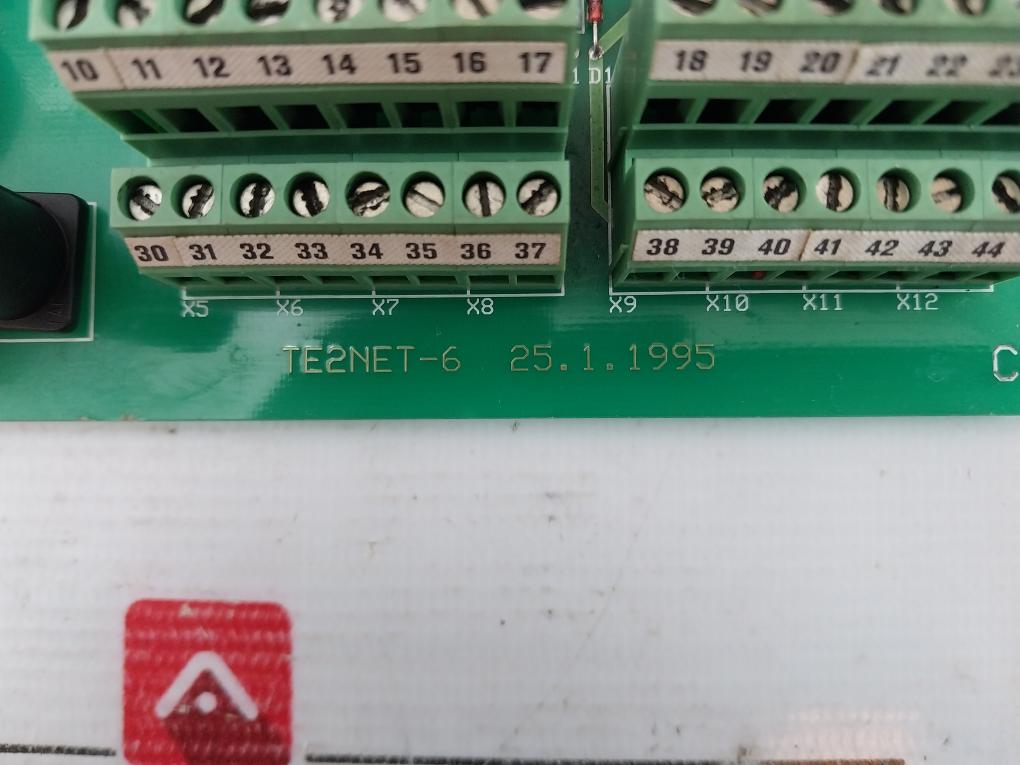 10 11 12 13 14 15 16 17 18 19 20 21 22 23
1 D1
30 31 32 33 34 35 36 37 38 39 40 41 42 43 44
X5 X6 X7 X8 X9 X10 X11 X12
TE2NET-6 25.1.1995 C